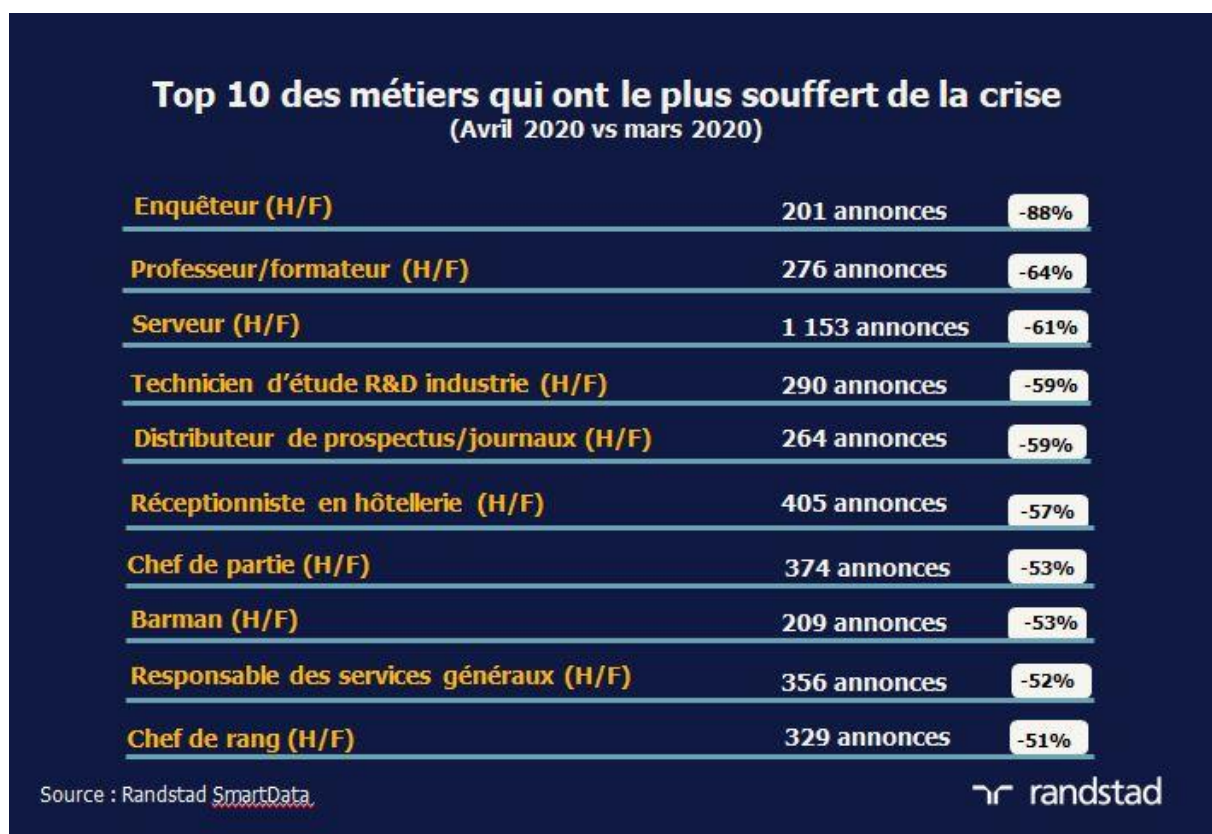 Top 10 des métiers qui ont le plus souffert de la crise
(Avril 2020 vs mars 2020)
Enquêteur (H/F) 201 annonces -88%
Professeur/formateur (H/F) 276 annonces -64%
Serveur (H/F) 1 153 annonces -61%
Technicien d'étude R&D industrie (H/F) 290 annonces -59%
Distributeur de prospectus/journaux (H/F) 264 annonces -59%
Réceptionniste en hôtellerie (H/F) 405 annonces -57%
Chef de partie (H/F) 374 annonces -53%
Barman (H/F) 209 annonces -53%
Responsable des services généraux (H/F) 356 annonces -52%
Chef de rang (H/F) 329 annonces -51%
Source : Randstad SmartData
randstad